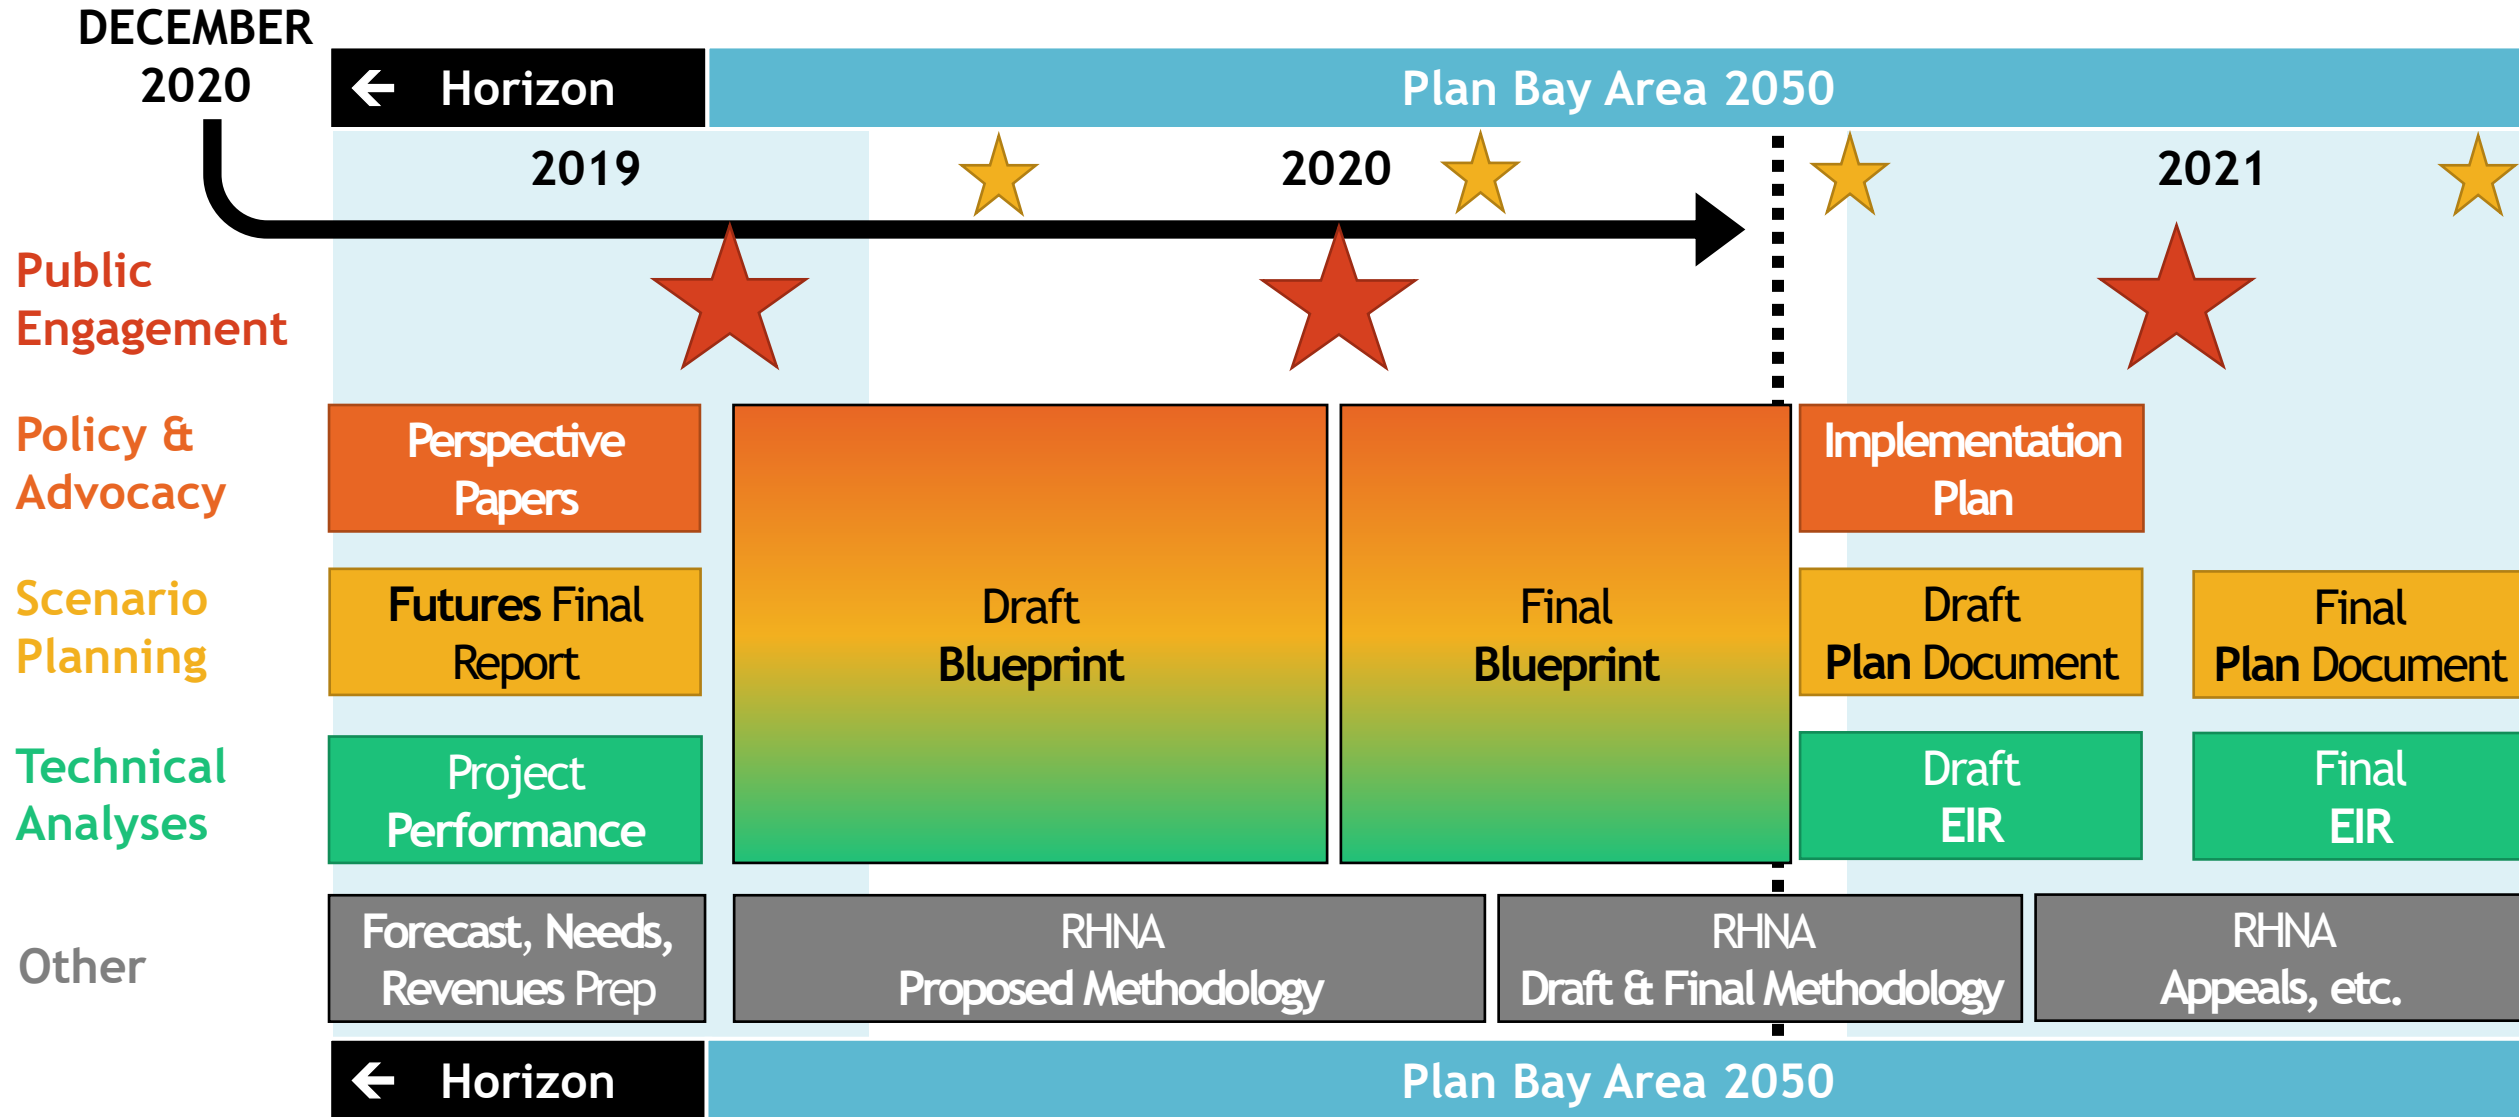 DECEMBER
2020
← Horizon
Plan Bay Area 2050
2019
2020
2021
Public
Engagement
Policy &
Advocacy
Perspective
Papers
Implementation
Plan
Scenario
Planning
Futures Final
Report
Draft
Blueprint
Final
Blueprint
Draft
Plan Document
Final
Plan Document
Technical
Analyses
Project
Performance
Draft
EIR
Final
EIR
Other
Forecast, Needs,
Revenues Prep
RHNA
Proposed Methodology
RHNA
Draft & Final Methodology
RHNA
Appeals, etc.
← Horizon
Plan Bay Area 2050